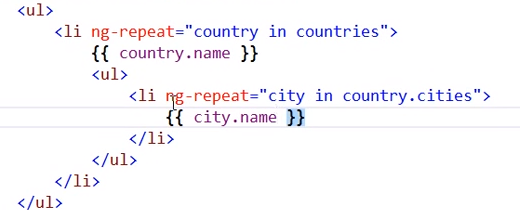 <ul>
<li ng-repeat="country in countries">
{{ country.name }}
<ul>
<li ng-repeat="city in country.cities">
{{ city.name }}
</li>
</ul>
</li>
</ul>